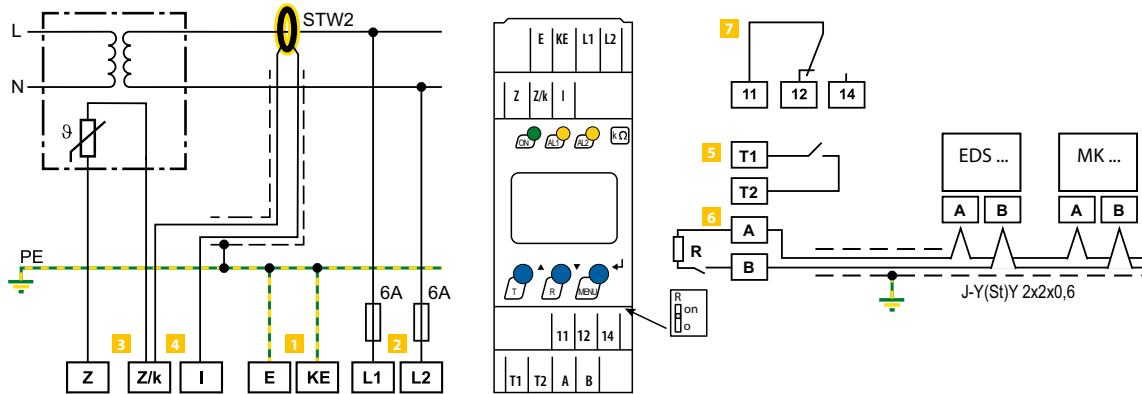 L
STW2
N
ϑ
PE
6A
6A
3
4
1
2
Z
Z/k
I
E
KE
L1
L2
E KE L1 L2
Z Z/k I
ON AL1 AL2 kΩ
T R MENU
11 12 14
T1 T2 A B
R
on
o
7
11
12
14
5
T1
T2
6
A
R
B
EDS ...
MK ...
A
B
A
B
J-Y(St)Y 2x2x0,6